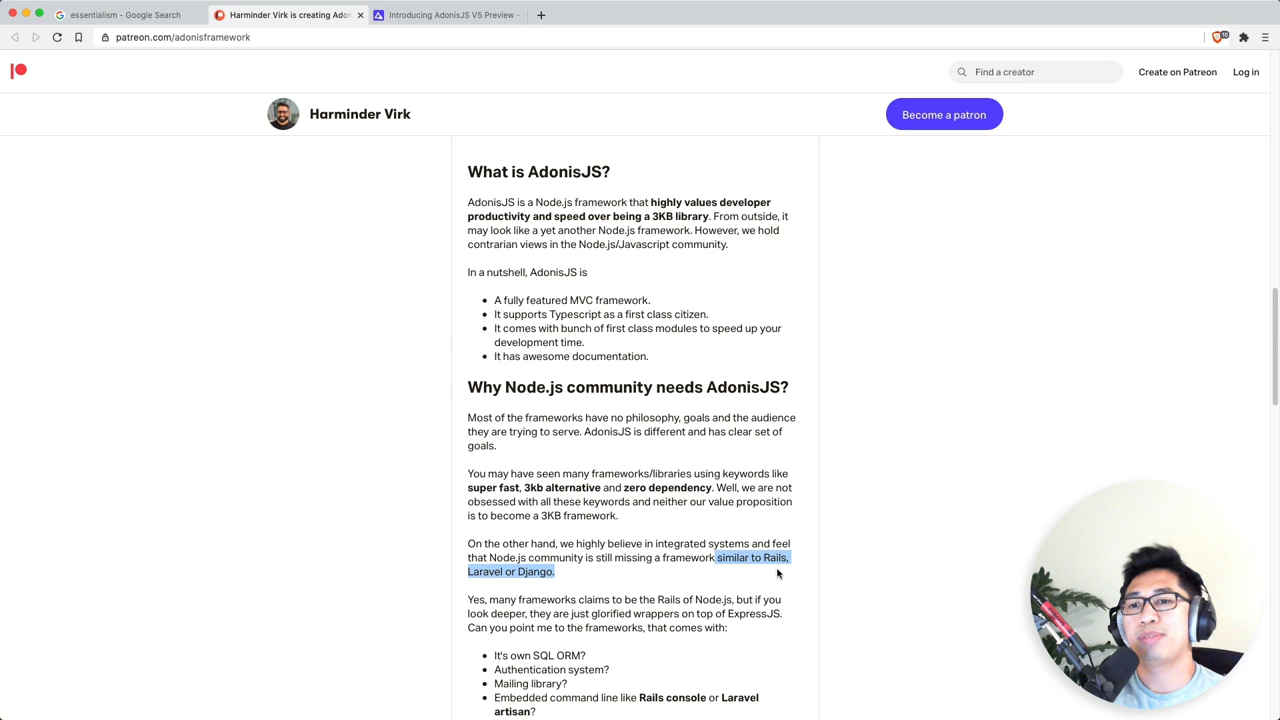 essentialism - Google Search
Harminder Virk is creating Ador
Introducing AdonisJS V5 Preview -
patreon.com/adonisframework
10
Find a creator
Create on Patreon
Log in
Harminder Virk
Become a patron
What is AdonisJS?
AdonisJS is a Node.js framework that highly values developer
productivity and speed over being a 3KB library. From outside, it
may look like a yet another Node.js framework. However, we hold
contrarian views in the Node.js/Javascript community.
In a nutshell, AdonisJS is
• A fully featured MVC framework.
• It supports Typescript as a first class citizen.
• It comes with bunch of first class modules to speed up your
development time.
• It has awesome documentation.
Why Node.js community needs AdonisJS?
Most of the frameworks have no philosophy, goals and the audience
they are trying to serve. AdonisJS is different and has clear set of
goals.
You may have seen many frameworks/libraries using keywords like
super fast, 3kb alternative and zero dependency. Well, we are not
obsessed with all these keywords and neither our value proposition
is to become a 3KB framework.
On the other hand, we highly believe in integrated systems and feel
that Node.js community is still missing a framework similar to Rails,
Laravel or Django.
Yes, many frameworks claims to be the Rails of Node.js, but if you
look deeper, they are just glorified wrappers on top of ExpressJS.
Can you point me to the frameworks, that comes with:
• It's own SQL ORM?
• Authentication system?
• Mailing library?
• Embedded command line like Rails console or Laravel
artisan?